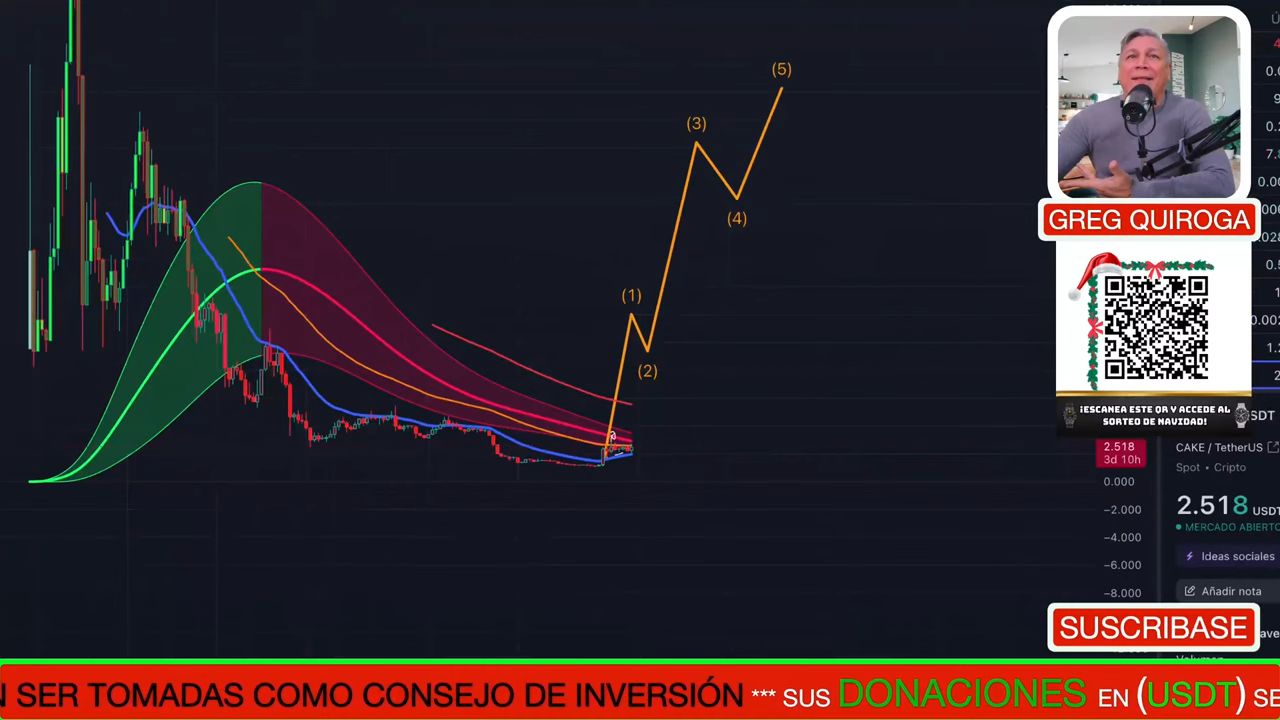 (5)
(3)
(4)
(1)
(2)
GREG QUIROGA
¡ESCANEA ESTE QR Y ACCEDE AL
SORTEO DE NAVIDAD!
2.518
3d 10h
0.000
−2.000
−4.000
−6.000
−8.000
CAKE / TetherUS
Spot • Cripto
2.518 USDT
MERCADO ABIERTO
Ideas sociales
Añadir nota
SUSCRIBASE
SER TOMADAS COMO CONSEJO DE INVERSIÓN *** SUS DONACIONES EN (USDT) SE